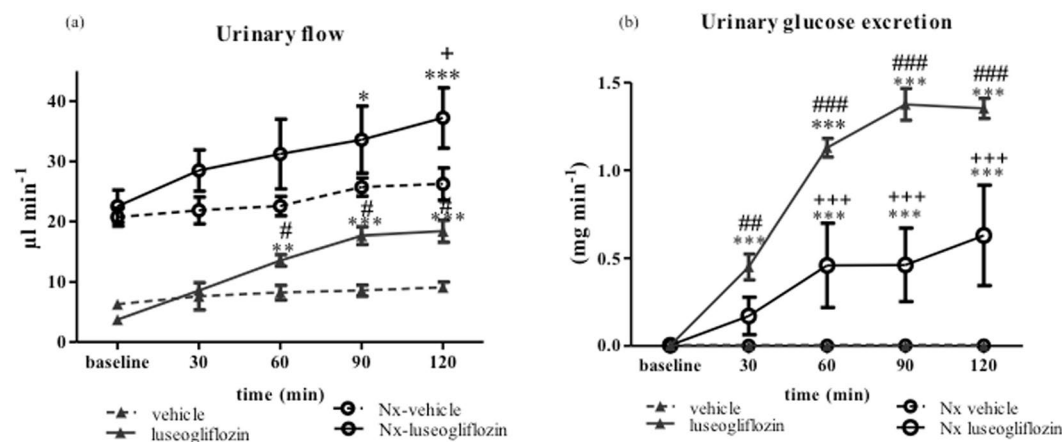 (a)
Urinary flow
µl min-1
40
30
20
10
0
+
***
*
#
**
#
***
#
***
baseline 30 60 90 120
time (min)
vehicle
luseogliflozin
Nx-vehicle
Nx-luseogliflozin
(b)
Urinary glucose excretion
(mg min-1)
1.5
1.0
0.5
0.0
##
***
###
***
###
***
###
***
+++
***
+++
***
+++
***
baseline 30 60 90 120
time (min)
vehicle
luseogliflozin
Nx vehicle
Nx luseogliflozin